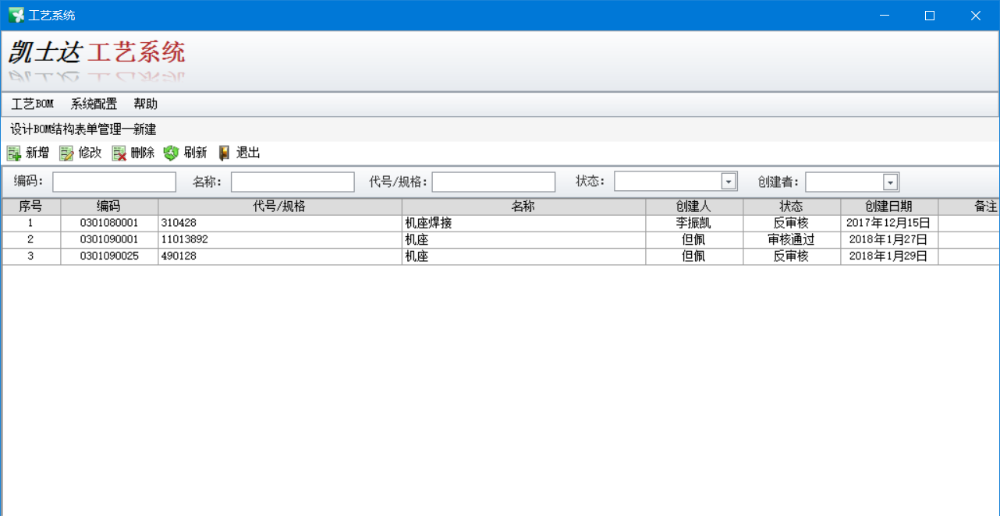 工艺系统
凯士达 工艺系统
工艺BOM 系统配置 帮助
设计BOM结构表单管理—新建
新增 修改 删除 刷新 退出
编码: 名称: 代号/规格: 状态: 创建者:
序号 编码 代号/规格 名称 创建人 状态 创建日期 备注
1 0301080001 310428 机座焊接 李振凯 反审核 2017年12月15日
2 0301090001 11013892 机座 但佩 审核通过 2018年1月27日
3 0301090025 490128 机座 但佩 反审核 2018年1月29日